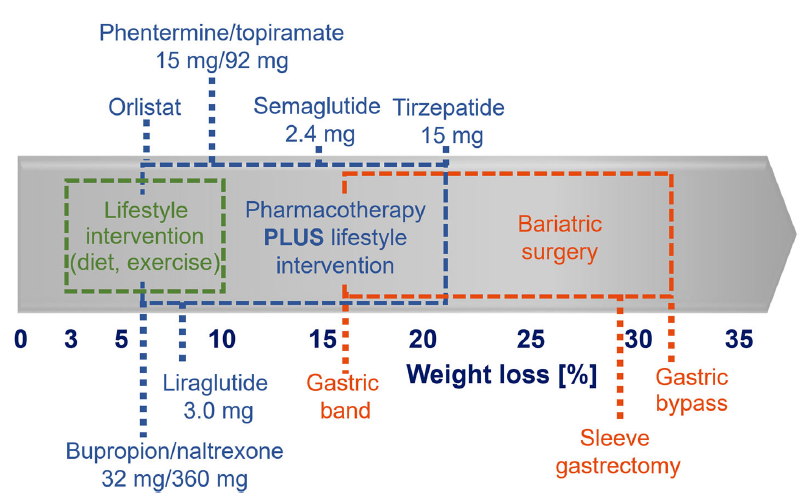 Phentermine/topiramate
15 mg/92 mg
Orlistat
Semaglutide
2.4 mg
Tirzepatide
15 mg
Lifestyle
intervention
(diet, exercise)
Pharmacotherapy
PLUS lifestyle
intervention
Bariatric
surgery
0 3 5 10 15 20 25 30 35
Weight loss [%]
Liraglutide
3.0 mg
Gastric
band
Gastric
bypass
Sleeve
gastrectomy
Bupropion/naltrexone
32 mg/360 mg